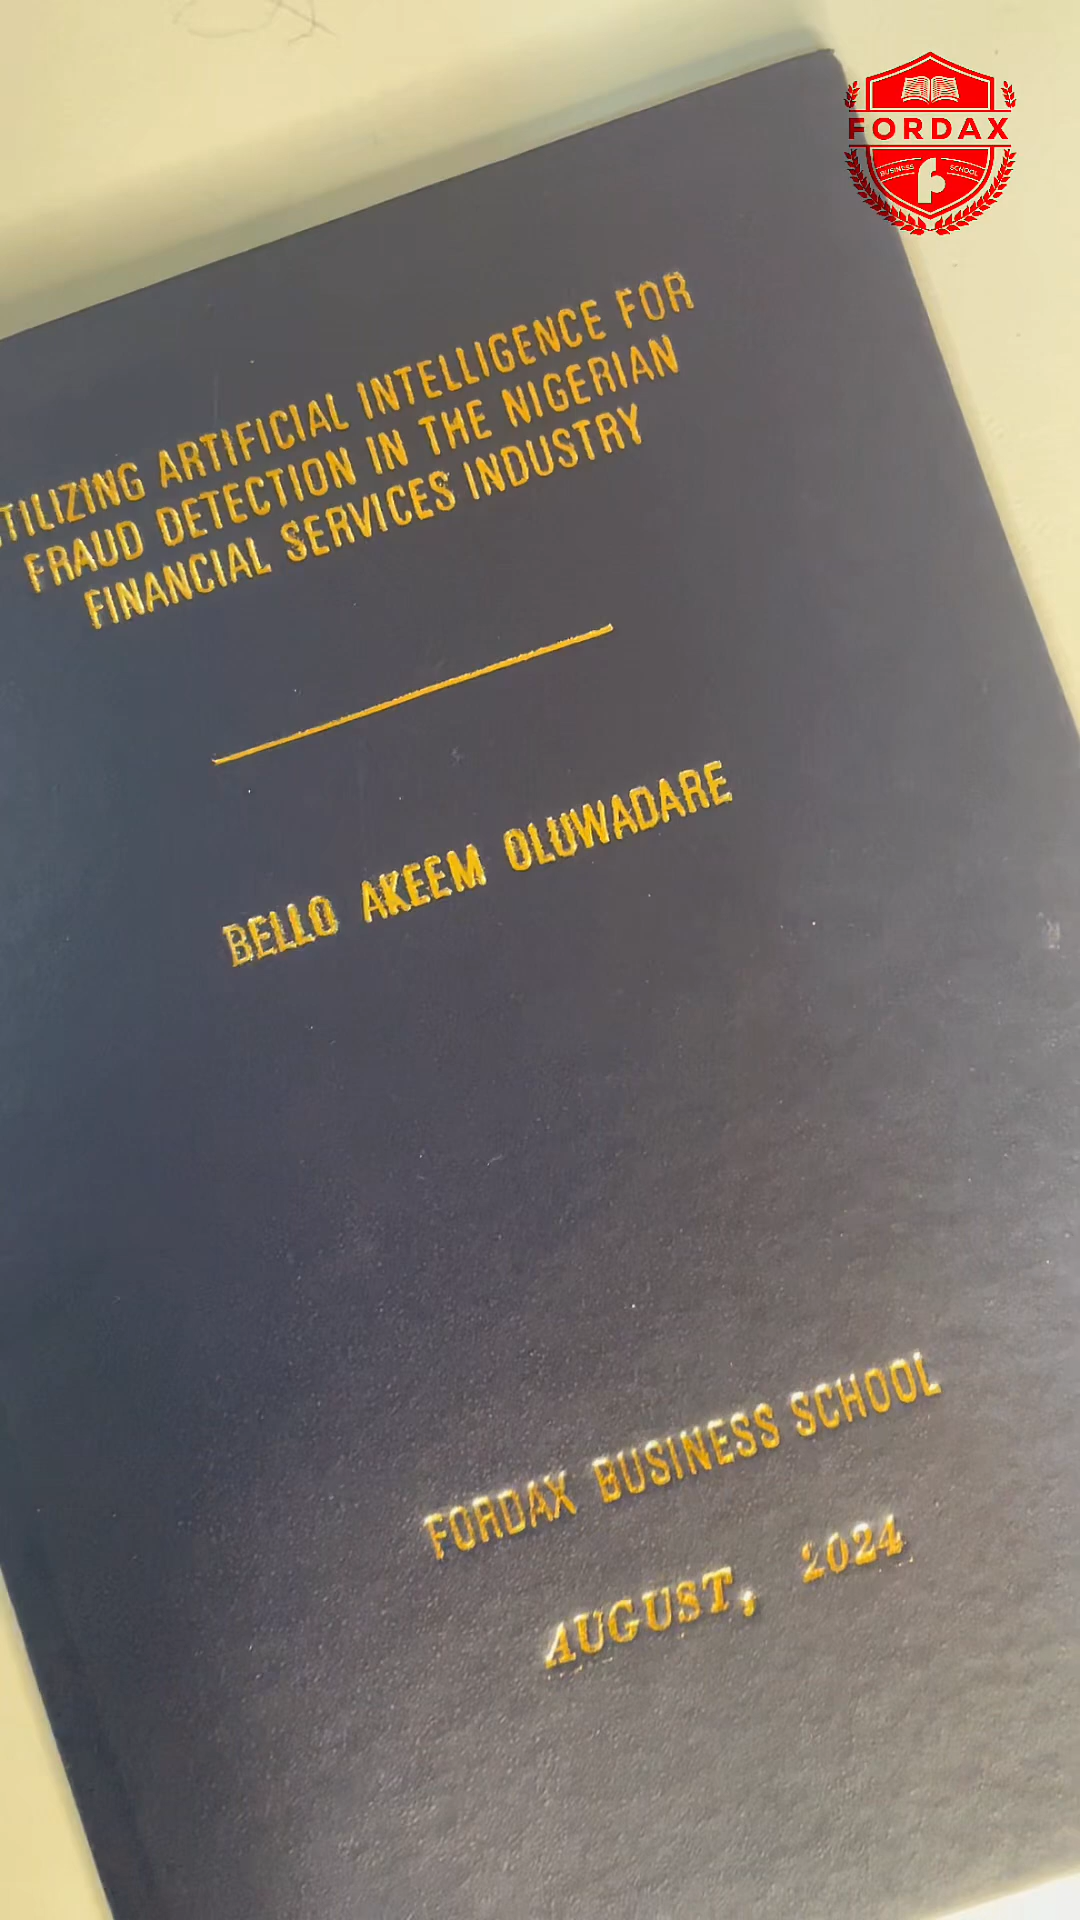 FORDAX
BUSINESS SCHOOL
TILIZING ARTIFICIAL INTELLIGENCE FOR
FRAUD DETECTION IN THE NIGERIAN
FINANCIAL SERVICES INDUSTRY
BELLO AKEEM OLUWADARE
FORDAX BUSINESS SCHOOL
AUGUST, 2024